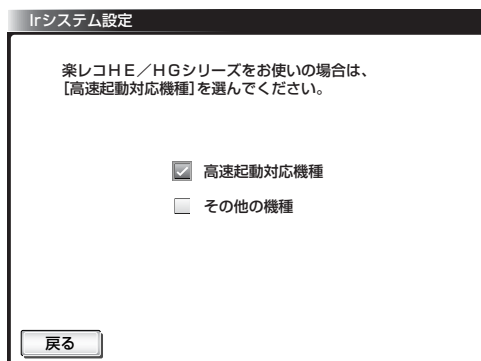 Irシステム設定
楽レコHE／HGシリーズをお使いの場合は、
[高速起動対応機種]を選んでください。
高速起動対応機種
その他の機種
戻る